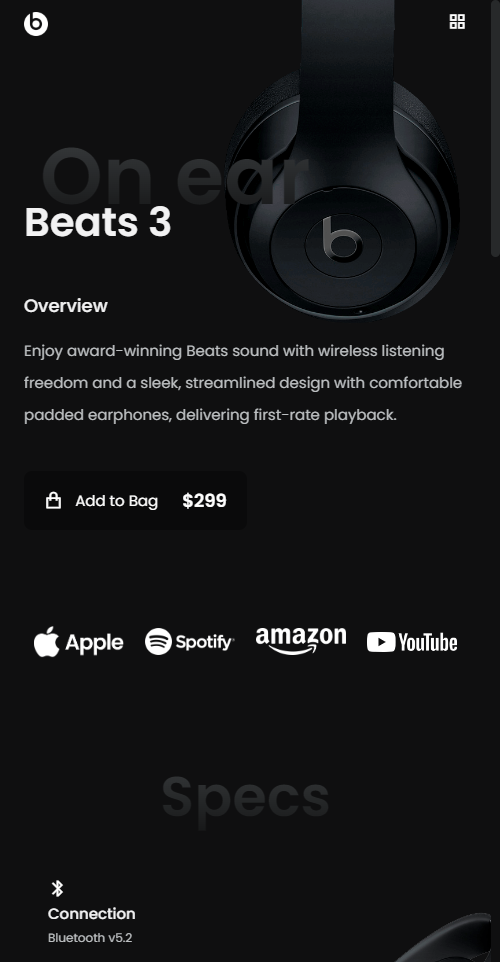 On ear
Beats 3
Overview
Enjoy award-winning Beats sound with wireless listening
freedom and a sleek, streamlined design with comfortable
padded earphones, delivering first-rate playback.
Add to Bag $299
Apple Spotify amazon YouTube
Specs
Connection
Bluetooth v5.2